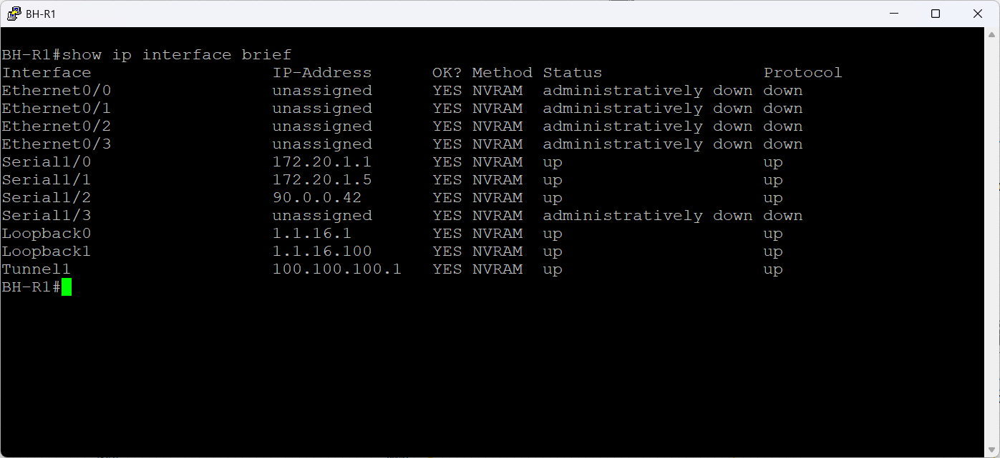 BH-R1
BH-R1#show ip interface brief
Interface                  IP-Address      OK? Method Status                Protocol
Ethernet0/0                unassigned      YES NVRAM  administratively down down
Ethernet0/1                unassigned      YES NVRAM  administratively down down
Ethernet0/2                unassigned      YES NVRAM  administratively down down
Ethernet0/3                unassigned      YES NVRAM  administratively down down
Serial1/0                  172.20.1.1      YES NVRAM  up                    up
Serial1/1                  172.20.1.5      YES NVRAM  up                    up
Serial1/2                  90.0.0.42       YES NVRAM  up                    up
Serial1/3                  unassigned      YES NVRAM  administratively down down
Loopback0                  1.1.16.1        YES NVRAM  up                    up
Loopback1                  1.1.16.100      YES NVRAM  up                    up
Tunnel1                    100.100.100.1   YES NVRAM  up                    up
BH-R1#